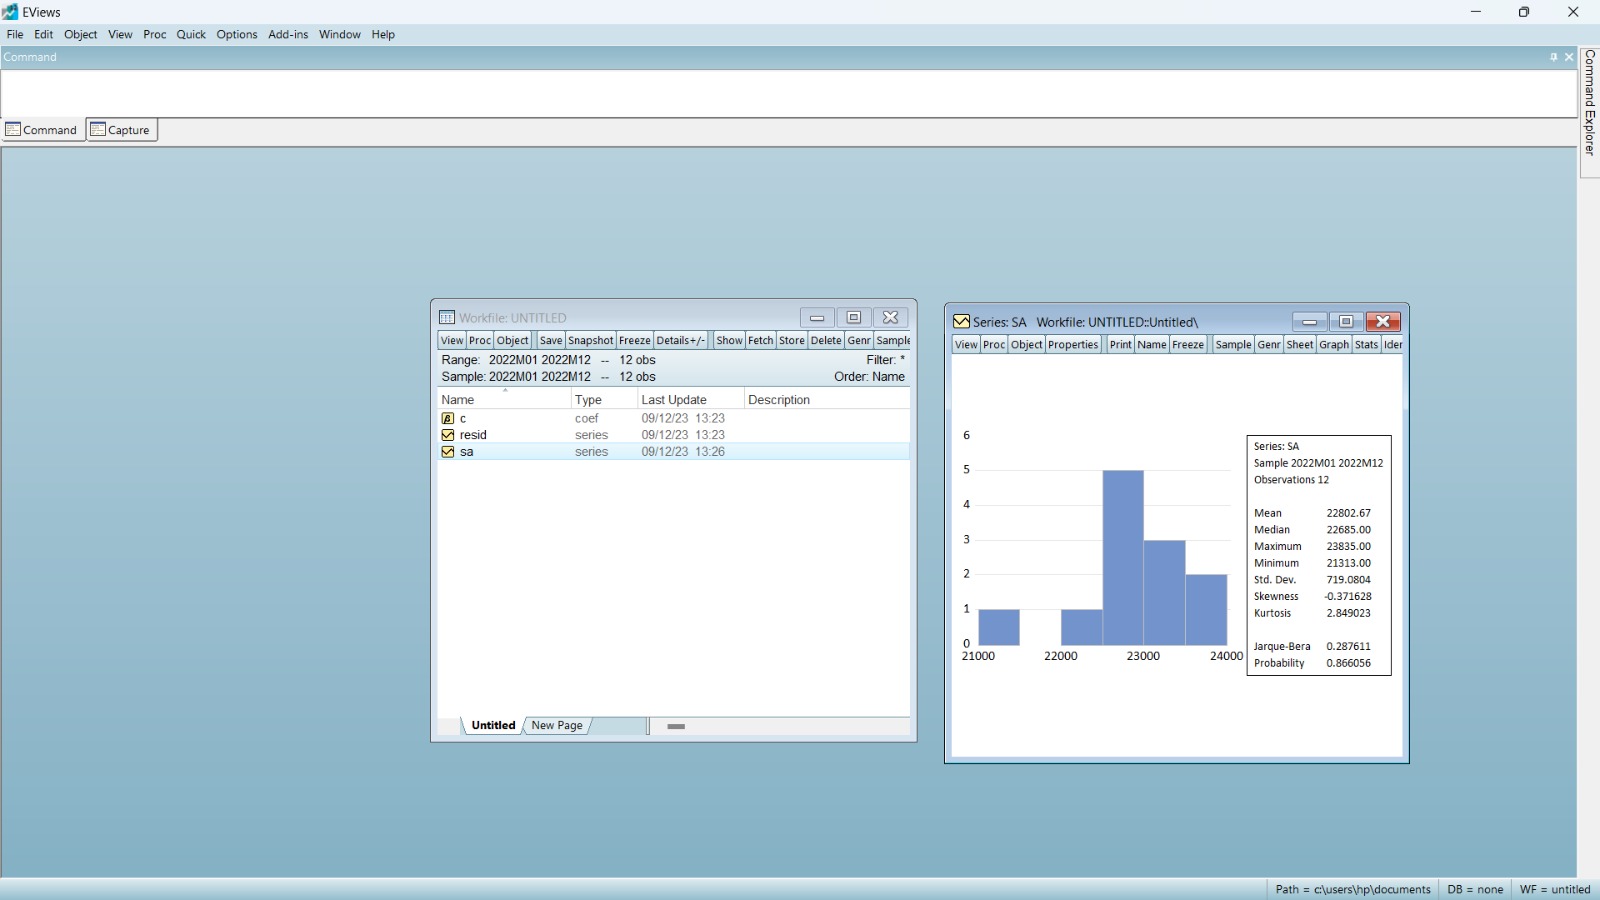 EViews
File Edit Object View Proc Quick Options Add-ins Window Help
Command
Command Explorer
Command Capture
Workfile: UNTITLED
View Proc Object Save Snapshot Freeze Details+/- Show Fetch Store Delete Genr Sample
Range: 2022M01 2022M12 -- 12 obs Filter: *
Sample: 2022M01 2022M12 -- 12 obs Order: Name
Name Type Last Update Description
β c coef 09/12/23 13:23
resid series 09/12/23 13:23
sa series 09/12/23 13:26
Untitled New Page
Series: SA Workfile: UNTITLED::Untitled\
View Proc Object Properties Print Name Freeze Sample Genr Sheet Graph Stats Ider
6
5
4
3
2
1
0
21000 22000 23000 24000
Series: SA
Sample 2022M01 2022M12
Observations 12
Mean 22802.67
Median 22685.00
Maximum 23835.00
Minimum 21313.00
Std. Dev. 719.0804
Skewness -0.371628
Kurtosis 2.849023
Jarque-Bera 0.287611
Probability 0.866056
Path = c:\users\hp\documents DB = none WF = untitled